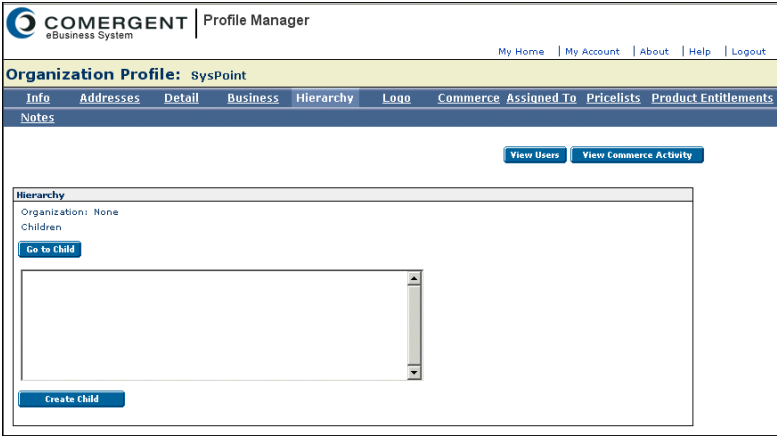 COMERGENT Profile Manager
eBusiness System
My Home | My Account | About | Help | Logout
Organization Profile: SysPoint
Info Addresses Detail Business Hierarchy Logo Commerce Assigned To Pricelists Product Entitlements
Notes
View Users View Commerce Activity
Hierarchy
Organization: None
Children
Go to Child
Create Child